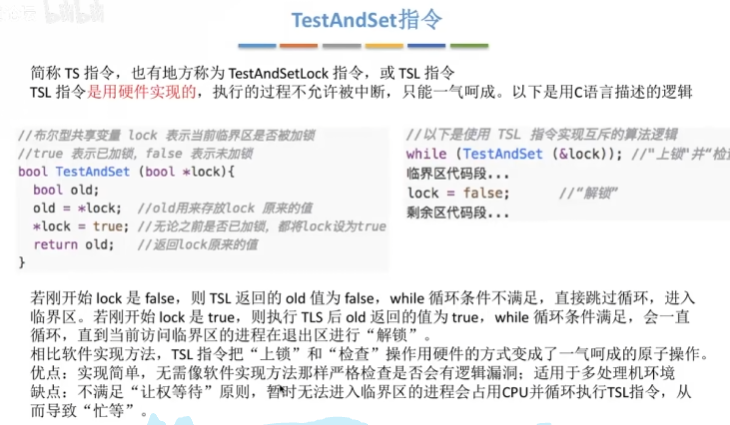 TestAndSet指令
简称 TS 指令，也有地方称为 TestAndSetLock 指令，或 TSL 指令
TSL 指令是用硬件实现的，执行的过程不允许被中断，只能一气呵成。以下是用C语言描述的逻辑
//布尔型共享变量 lock 表示当前临界区是否被加锁
//true 表示已加锁，false 表示未加锁
bool TestAndSet (bool *lock){
bool old;
old = *lock; //old用来存放lock 原来的值
*lock = true; //无论之前是否已加锁，都将lock设为true
return old; //返回lock原来的值
}
//以下是使用 TSL 指令实现互斥的算法逻辑
while (TestAndSet (&lock)); //"上锁"并"检查
临界区代码段...
lock = false; //"解锁"
剩余区代码段...
若刚开始 lock 是 false，则 TSL 返回的 old 值为 false，while 循环条件不满足，直接跳过循环，进入
临界区。若刚开始 lock 是 true，则执行 TLS 后 old 返回的值为 true，while 循环条件满足，会一直
循环，直到当前访问临界区的进程在退出区进行“解锁”。
相比软件实现方法，TSL 指令把“上锁”和“检查”操作用硬件的方式变成了一气呵成的原子操作。
优点：实现简单，无需像软件实现方法那样严格检查是否会有逻辑漏洞；适用于多处理机环境
缺点：不满足“让权等待”原则，暂时无法进入临界区的进程会占用CPU并循环执行TSL指令，从
而导致“忙等”。